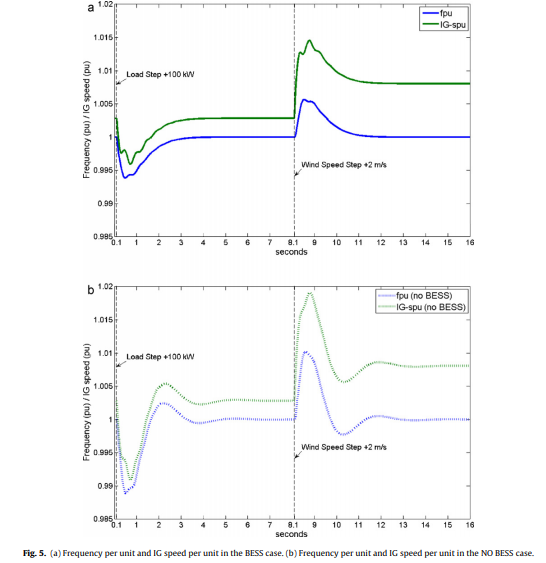 a
1.02
1.015
1.01
1.005
1
0.995
0.99
0.985
Frequency (pu) / IG speed (pu)
fpu
IG-spu
Load Step +100 kW
Wind Speed Step +2 m/s
0.1 1 2 3 4 5 6 7 8.1 9 10 11 12 13 14 15 16
seconds
b
1.02
1.015
1.01
1.005
1
0.995
0.99
0.985
Frequency (pu) / IG speed (pu)
fpu (no BESS)
IG-spu (no BESS)
Load Step +100 kW
Wind Speed Step +2 m/s
0.1 1 2 3 4 5 6 7 8.1 9 10 11 12 13 14 15 16
seconds
Fig. 5. (a) Frequency per unit and IG speed per unit in the BESS case. (b) Frequency per unit and IG speed per unit in the NO BESS case.